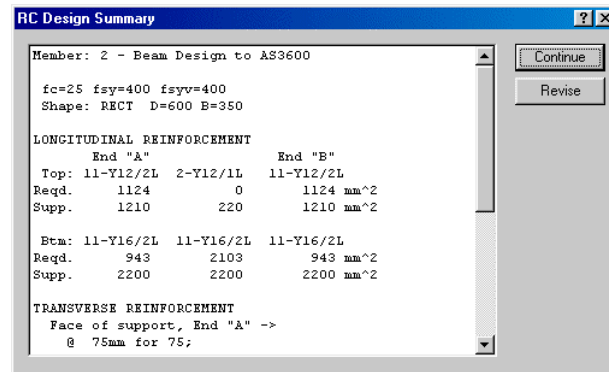 RC Design Summary
Member: 2 - Beam Design to AS3600
fc=25 fsy=400 fsyv=400
Shape: RECT D=600 B=350
LONGITUDINAL REINFORCEMENT
End "A" End "B"
Top: 11-Y12/2L 2-Y12/1L 11-Y12/2L
Reqd. 1124 0 1124 mm^2
Supp. 1210 220 1210 mm^2
Btm: 11-Y16/2L 11-Y16/2L 11-Y16/2L
Reqd. 943 2103 943 mm^2
Supp. 2200 2200 2200 mm^2
TRANSVERSE REINFORCEMENT
Face of support, End "A" ->
@ 75mm for 75;
Continue
Revise